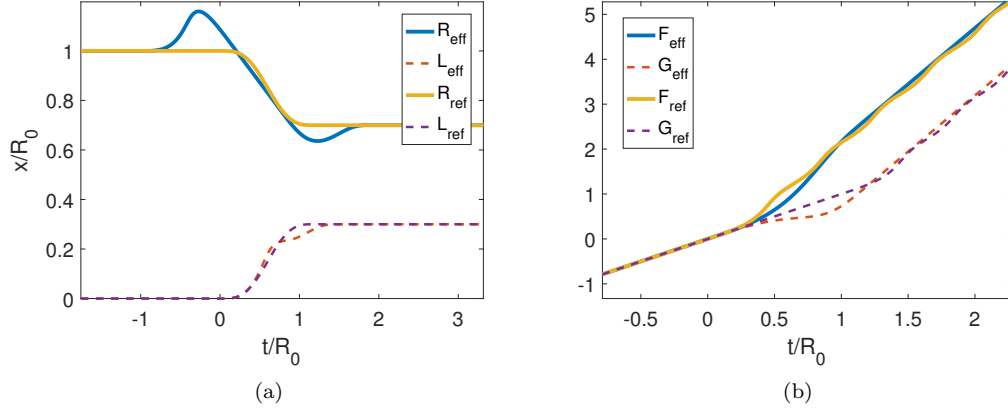 R_eff
L_eff
R_ref
L_ref
x/R_0
1
0.8
0.6
0.4
0.2
0
-1
0
1
2
3
t/R_0
(a)
F_eff
G_eff
F_ref
G_ref
5
4
3
2
1
0
-1
-0.5
0
0.5
1
1.5
2
t/R_0
(b)